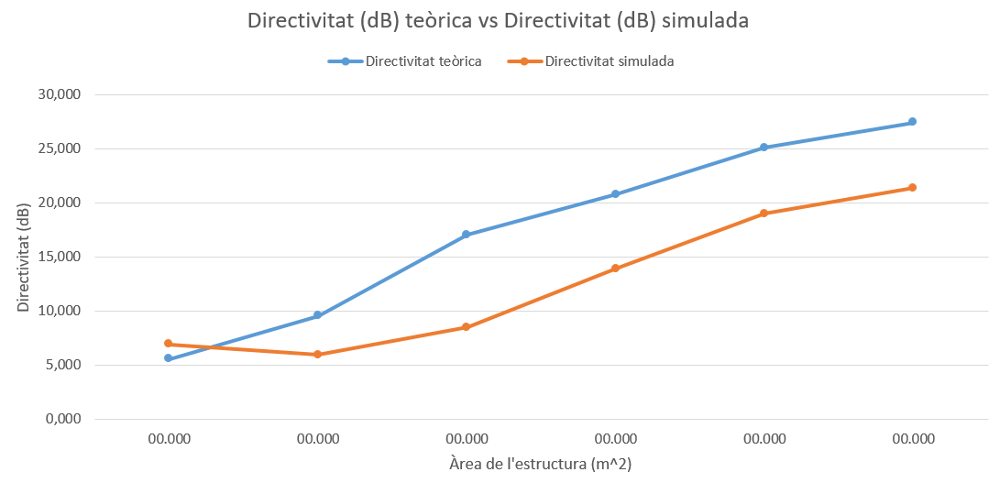 Directivitat (dB) teòrica vs Directivitat (dB) simulada
Directivitat teòrica Directivitat simulada
30,000
25,000
20,000
15,000
10,000
5,000
0,000
Directivitat (dB)
00.000 00.000 00.000 00.000 00.000 00.000
Àrea de l'estructura (m^2)